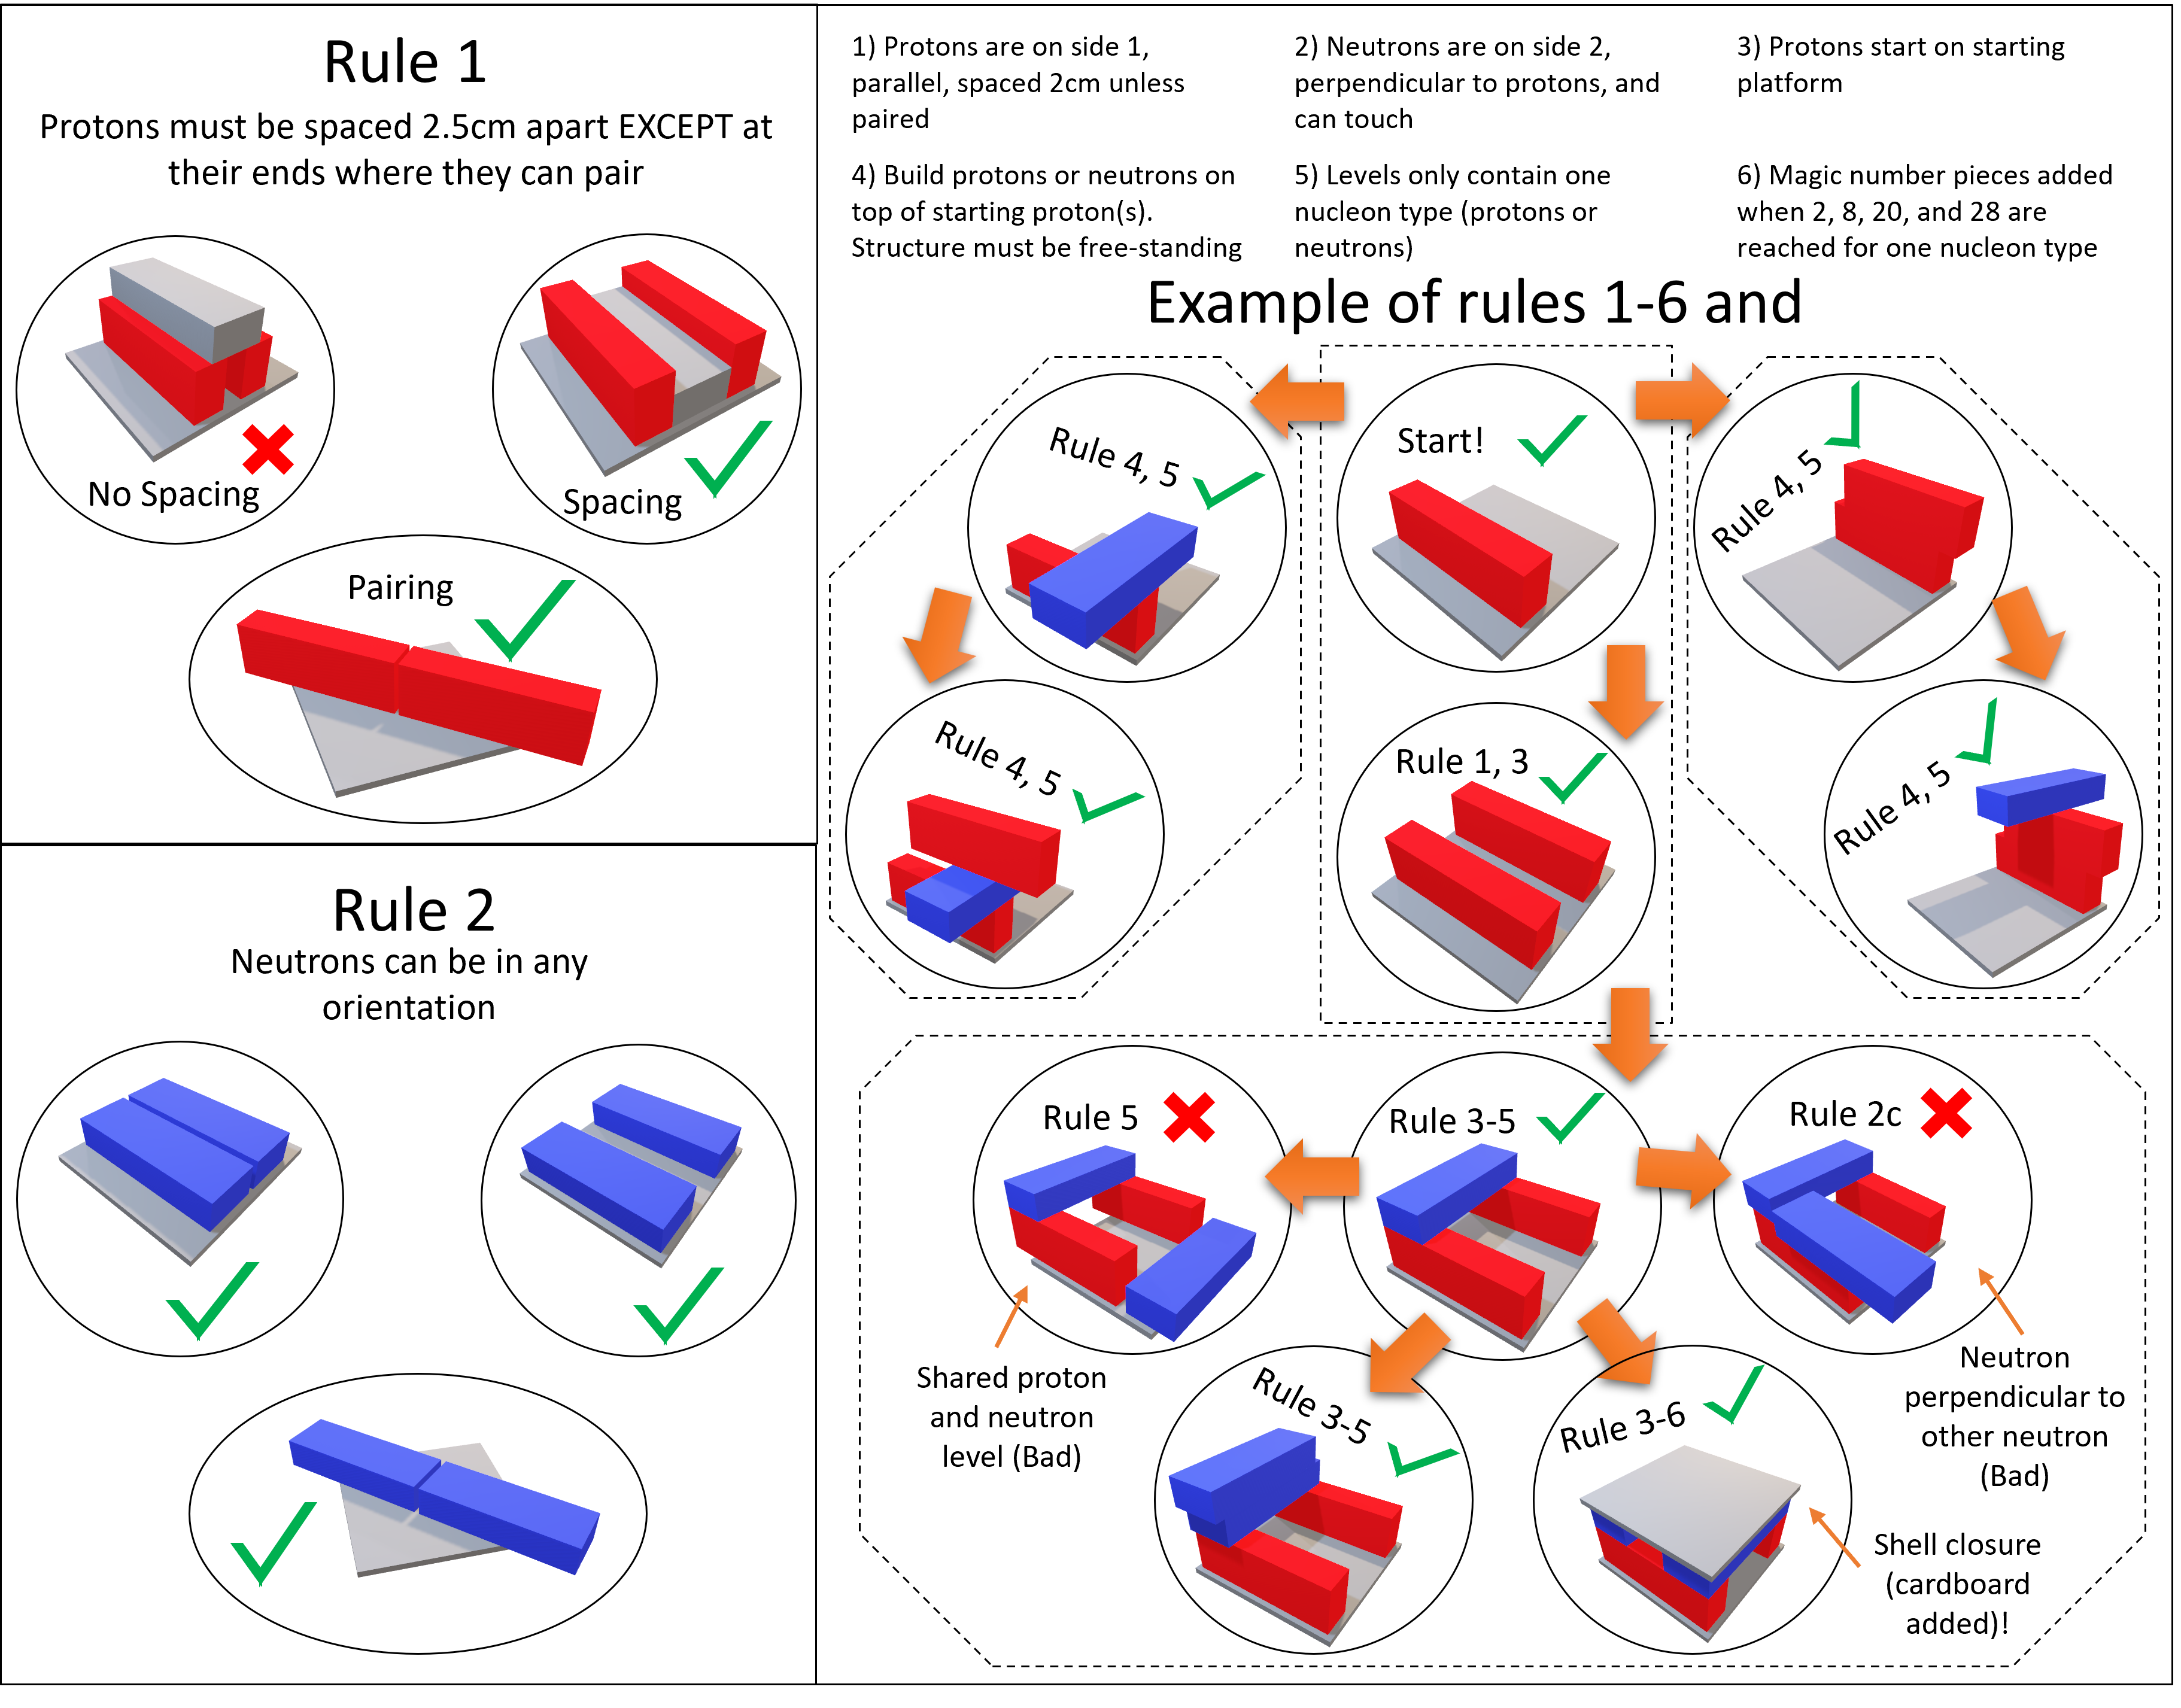 Rule 1
Protons must be spaced 2.5cm apart EXCEPT at
their ends where they can pair
No Spacing
Spacing
Pairing
Rule 2
Neutrons can be in any
orientation
1) Protons are on side 1,
parallel, spaced 2cm unless
paired
2) Neutrons are on side 2,
perpendicular to protons, and
can touch
3) Protons start on starting
platform
4) Build protons or neutrons on
top of starting proton(s).
Structure must be free-standing
5) Levels only contain one
nucleon type (protons or
neutrons)
6) Magic number pieces added
when 2, 8, 20, and 28 are
reached for one nucleon type
Example of rules 1-6 and
Rule 4, 5
Start!
Rule 4, 5
Rule 4, 5
Rule 1, 3
Rule 4, 5
Rule 5
Rule 3-5
Rule 2c
Shared proton
and neutron
level (Bad)
Neutron
perpendicular to
other neutron
(Bad)
Rule 3-5
Rule 3-6
Shell closure
(cardboard
added)!